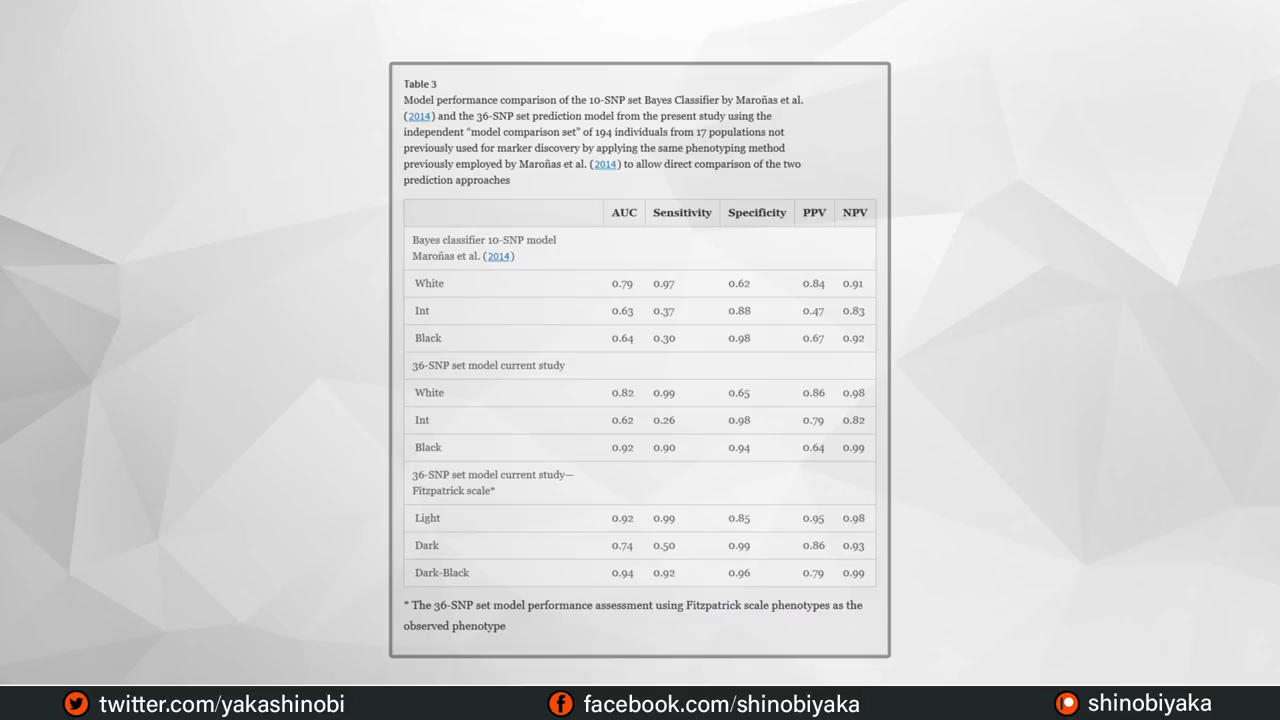 Table 3
Model performance comparison of the 10-SNP set Bayes Classifier by Maroñas et al.
(2014) and the 36-SNP set prediction model from the present study using the
independent “model comparison set” of 194 individuals from 17 populations not
previously used for marker discovery by applying the same phenotyping method
previously employed by Maroñas et al. (2014) to allow direct comparison of the two
prediction approaches
AUC Sensitivity Specificity PPV NPV
Bayes classifier 10-SNP model
Maroñas et al. (2014)
White 0.79 0.97 0.62 0.84 0.91
Int 0.63 0.37 0.88 0.47 0.83
Black 0.64 0.30 0.98 0.67 0.92
36-SNP set model current study
White 0.82 0.99 0.65 0.86 0.98
Int 0.62 0.26 0.98 0.79 0.82
Black 0.92 0.90 0.94 0.64 0.99
36-SNP set model current study—
Fitzpatrick scale*
Light 0.92 0.99 0.85 0.95 0.98
Dark 0.74 0.50 0.99 0.86 0.93
Dark-Black 0.94 0.92 0.96 0.79 0.99
* The 36-SNP set model performance assessment using Fitzpatrick scale phenotypes as the
observed phenotype
twitter.com/yakashinobi facebook.com/shinobiyaka shinobiyaka